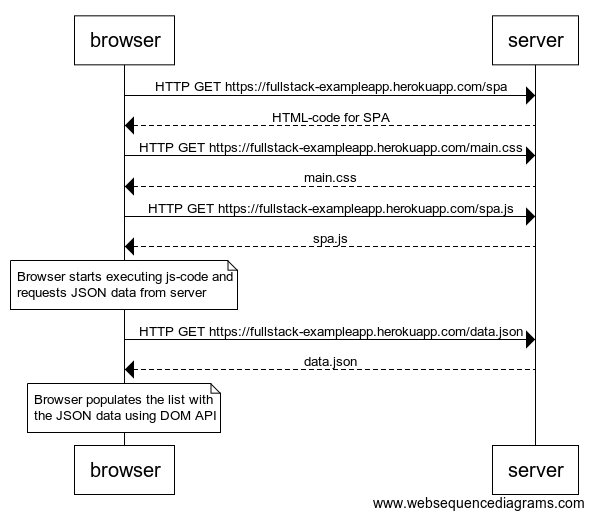 browser
server
HTTP GET https://fullstack-exampleapp.herokuapp.com/spa
HTML-code for SPA
HTTP GET https://fullstack-exampleapp.herokuapp.com/main.css
main.css
HTTP GET https://fullstack-exampleapp.herokuapp.com/spa.js
spa.js
Browser starts executing js-code and
requests JSON data from server
HTTP GET https://fullstack-exampleapp.herokuapp.com/data.json
data.json
Browser populates the list with
the JSON data using DOM API
browser
server
www.websequencediagrams.com